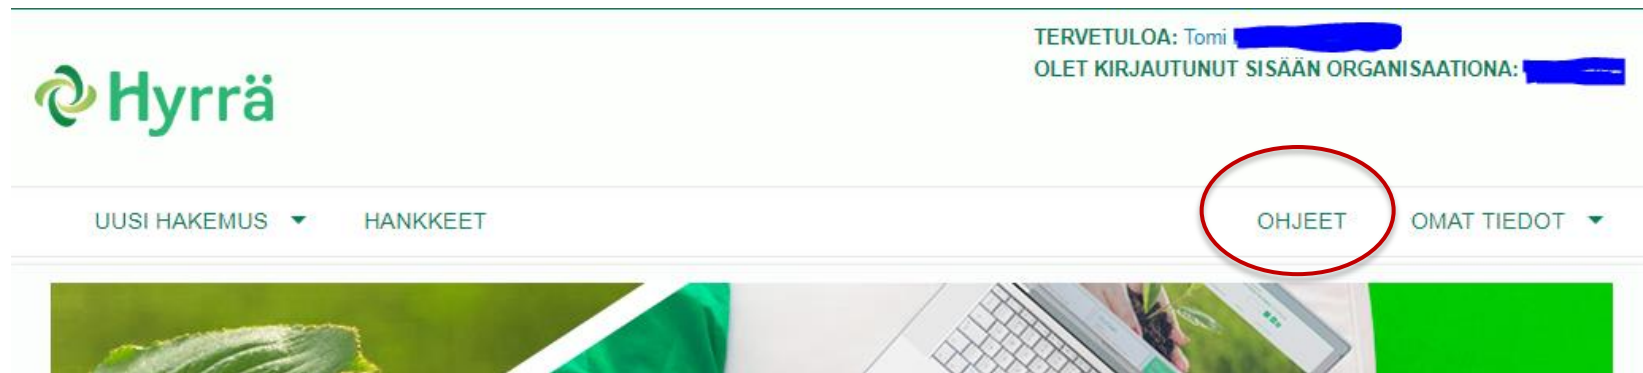 TERVETULOA: Tomi
OLET KIRJAUTUNUT SISÄÄN ORGANISAATIONA:
Hyrrä
UUSI HAKEMUS HANKKEET OHJEET OMAT TIEDOT